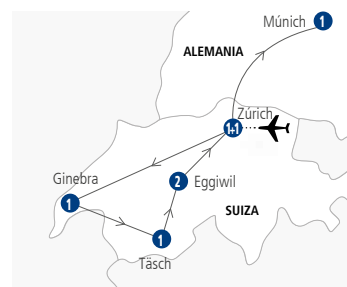 Múnich 1
ALEMANIA
Zúrich
1+1
Ginebra
2 Eggiwil
1
SUIZA
1
Täsch